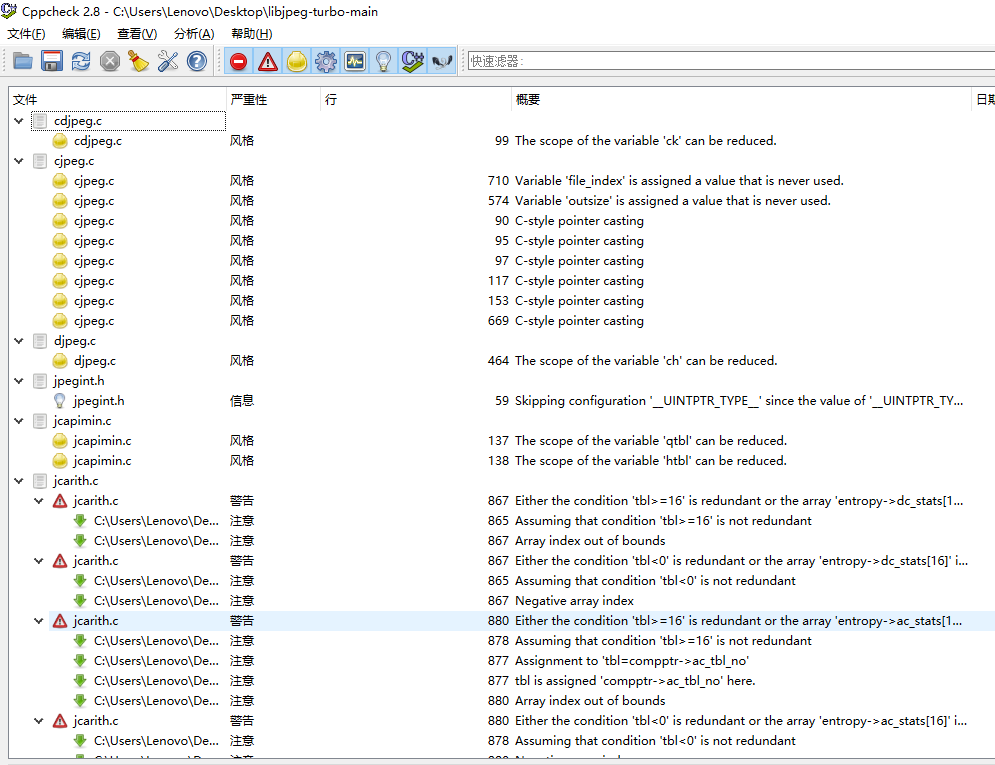 Cppcheck 2.8 - C:\Users\Lenovo\Desktop\libjpeg-turbo-main
文件(F) 编辑(E) 查看(V) 分析(A) 帮助(H)
快速滤器:
文件 严重性 行 概要 日期
cdjpeg.c
cdjpeg.c 风格 99 The scope of the variable 'ck' can be reduced.
cjpeg.c
cjpeg.c 风格 710 Variable 'file_index' is assigned a value that is never used.
cjpeg.c 风格 574 Variable 'outsize' is assigned a value that is never used.
cjpeg.c 风格 90 C-style pointer casting
cjpeg.c 风格 95 C-style pointer casting
cjpeg.c 风格 97 C-style pointer casting
cjpeg.c 风格 117 C-style pointer casting
cjpeg.c 风格 153 C-style pointer casting
cjpeg.c 风格 669 C-style pointer casting
djpeg.c
djpeg.c 风格 464 The scope of the variable 'ch' can be reduced.
jpegint.h
jpegint.h 信息 59 Skipping configuration '__UINTPTR_TYPE__' since the value of '__UINTPTR_TY...
jcapimin.c
jcapimin.c 风格 137 The scope of the variable 'qtbl' can be reduced.
jcapimin.c 风格 138 The scope of the variable 'htbl' can be reduced.
jcarith.c
jcarith.c 警告 867 Either the condition 'tbl>=16' is redundant or the array 'entropy->dc_stats[1...
C:\Users\Lenovo\De... 注意 865 Assuming that condition 'tbl>=16' is not redundant
C:\Users\Lenovo\De... 注意 867 Array index out of bounds
jcarith.c 警告 867 Either the condition 'tbl<0' is redundant or the array 'entropy->dc_stats[16]' i...
C:\Users\Lenovo\De... 注意 865 Assuming that condition 'tbl<0' is not redundant
C:\Users\Lenovo\De... 注意 867 Negative array index
jcarith.c 警告 880 Either the condition 'tbl>=16' is redundant or the array 'entropy->ac_stats[1...
C:\Users\Lenovo\De... 注意 878 Assuming that condition 'tbl>=16' is not redundant
C:\Users\Lenovo\De... 注意 877 Assignment to 'tbl=compptr->ac_tbl_no'
C:\Users\Lenovo\De... 注意 877 tbl is assigned 'compptr->ac_tbl_no' here.
C:\Users\Lenovo\De... 注意 880 Array index out of bounds
jcarith.c 警告 880 Either the condition 'tbl<0' is redundant or the array 'entropy->ac_stats[16]' i...
C:\Users\Lenovo\De... 注意 878 Assuming that condition 'tbl<0' is not redundant